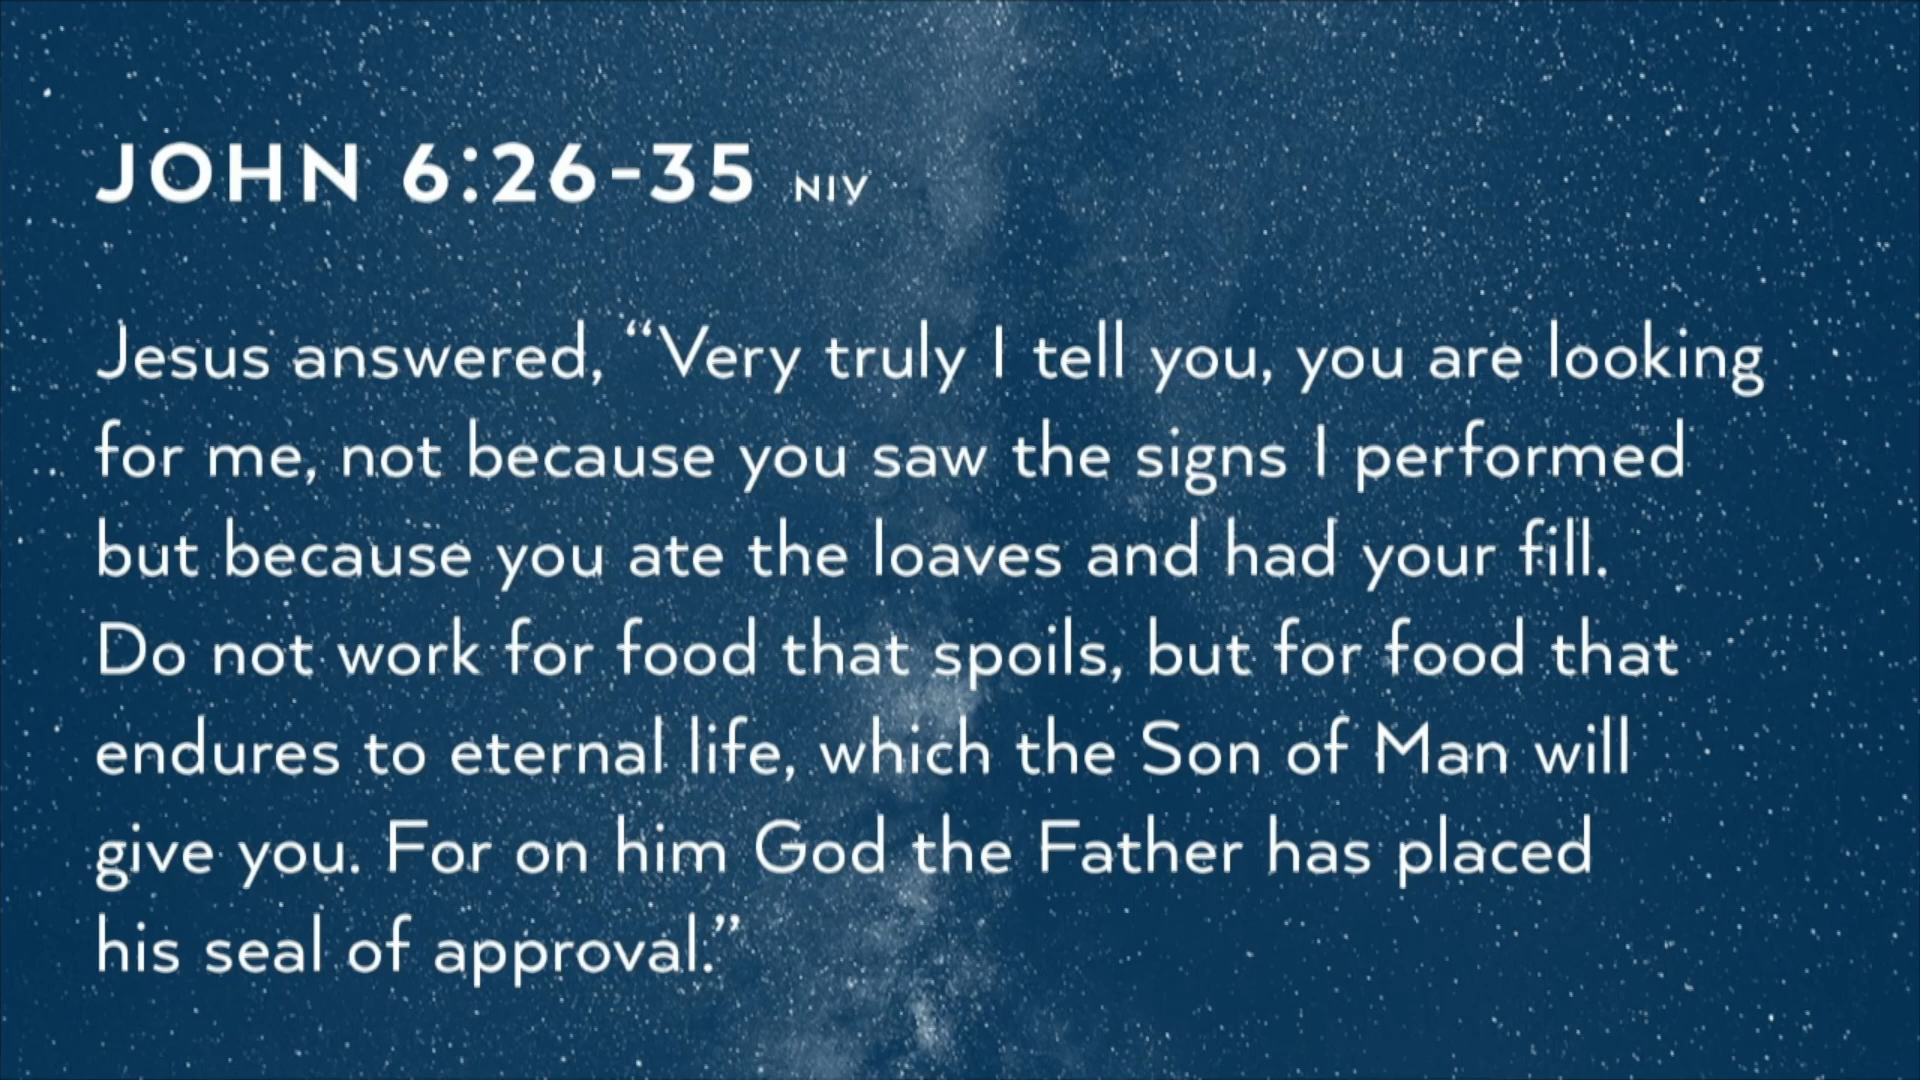 JOHN 6:26-35 NIV
Jesus answered, “Very truly I tell you, you are looking
for me, not because you saw the signs I performed
but because you ate the loaves and had your fill.
Do not work for food that spoils, but for food that
endures to eternal life, which the Son of Man will
give you. For on him God the Father has placed
his seal of approval.”